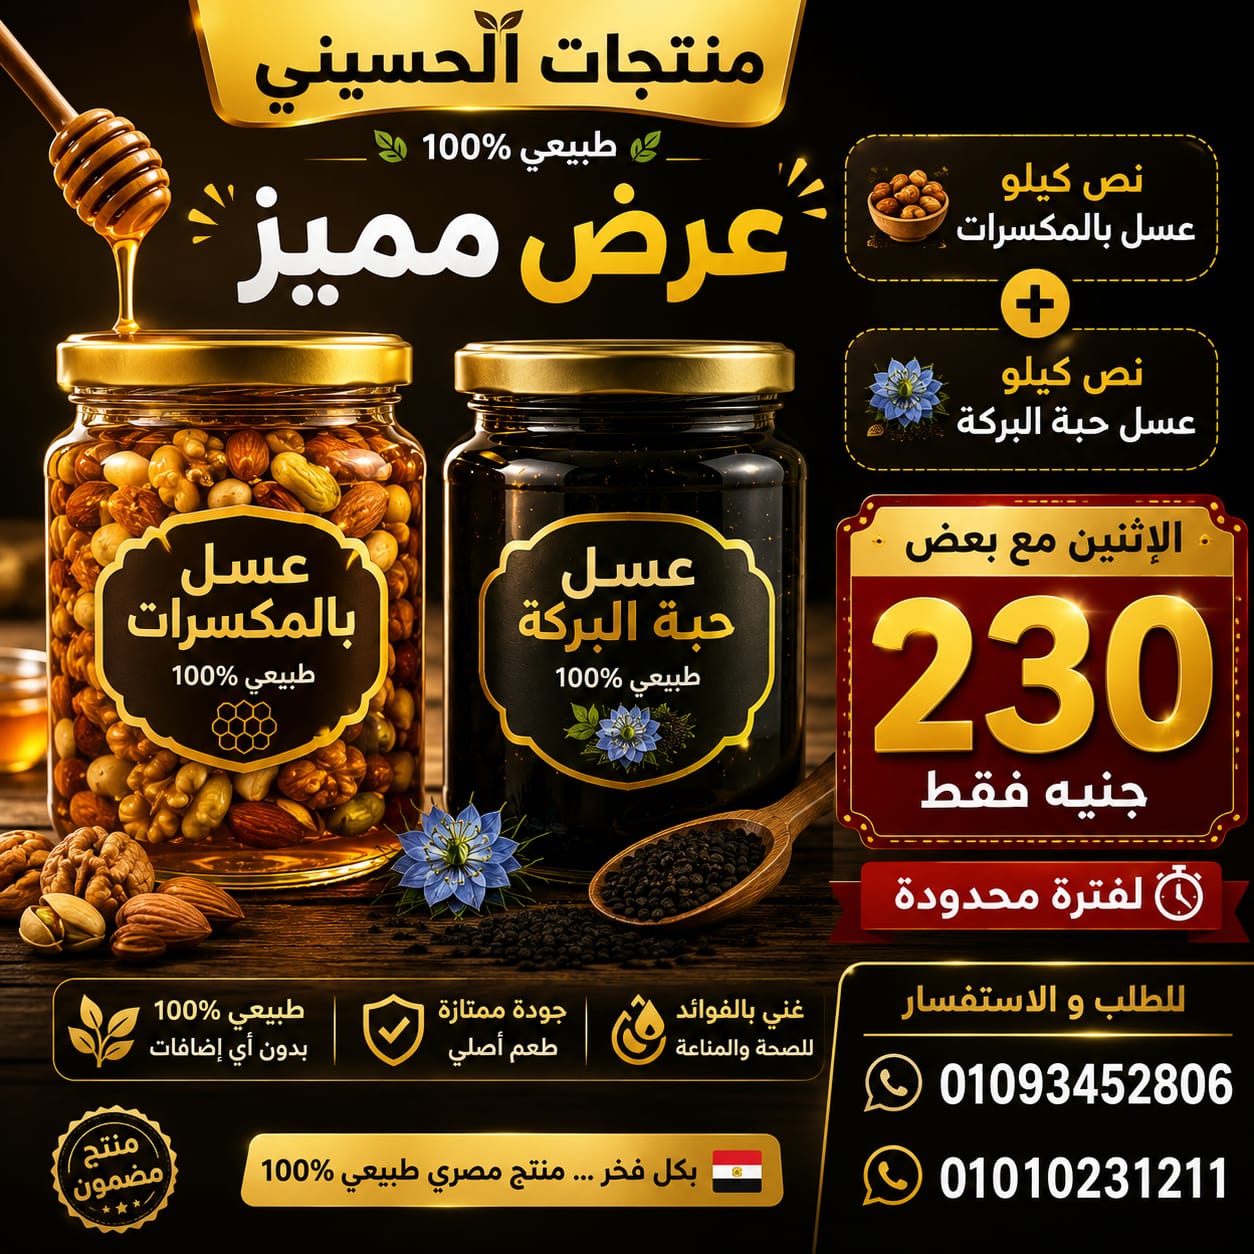 منتجات الحسيني
طبيعي 100%
عرض مميز
نص كيلو
عسل بالمكسرات
+
نص كيلو
عسل حبة البركة
عسل
بالمكسرات
طبيعي 100%
عسل
حبة البركة
طبيعي 100%
الإثنين مع بعض
230
جنيه فقط
لفترة محدودة
غني بالفوائد
للصحة والمناعة
جودة ممتازة
طعم أصلي
طبيعي 100%
بدون أي إضافات
للطلب و الاستفسار
01093452806
01010231211
بكل فخر ... منتج مصري طبيعي 100%
منتج
مضمون